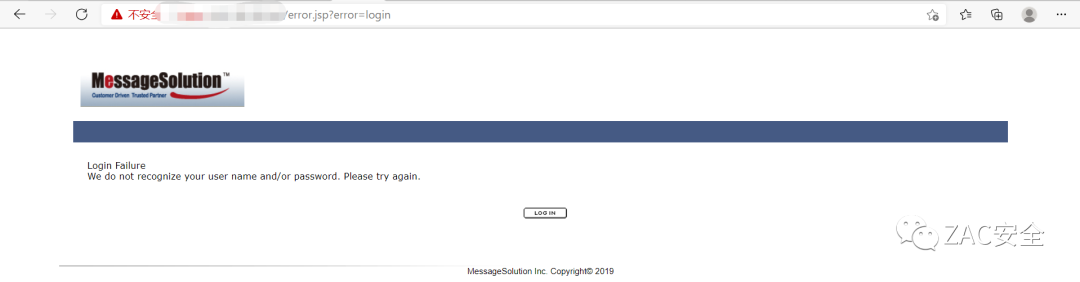 不安全
/error.jsp?error=login
MessageSolution™
Customer Driven Trusted Partner
Login Failure
We do not recognize your user name and/or password. Please try again.
LOG IN
ZAC安全
MessageSolution Inc. Copyright© 2019